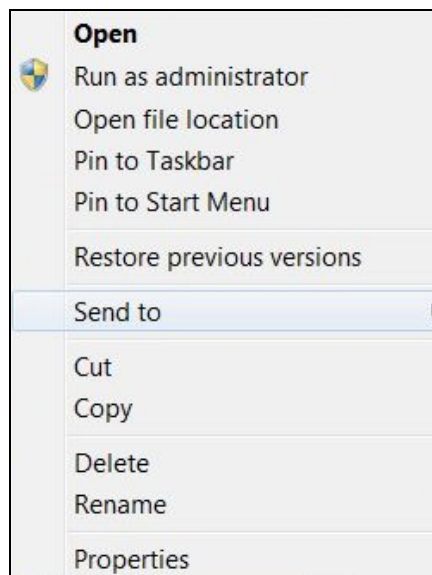 Open
Run as administrator
Open file location
Pin to Taskbar
Pin to Start Menu
Restore previous versions
Send to
Cut
Copy
Delete
Rename
Properties